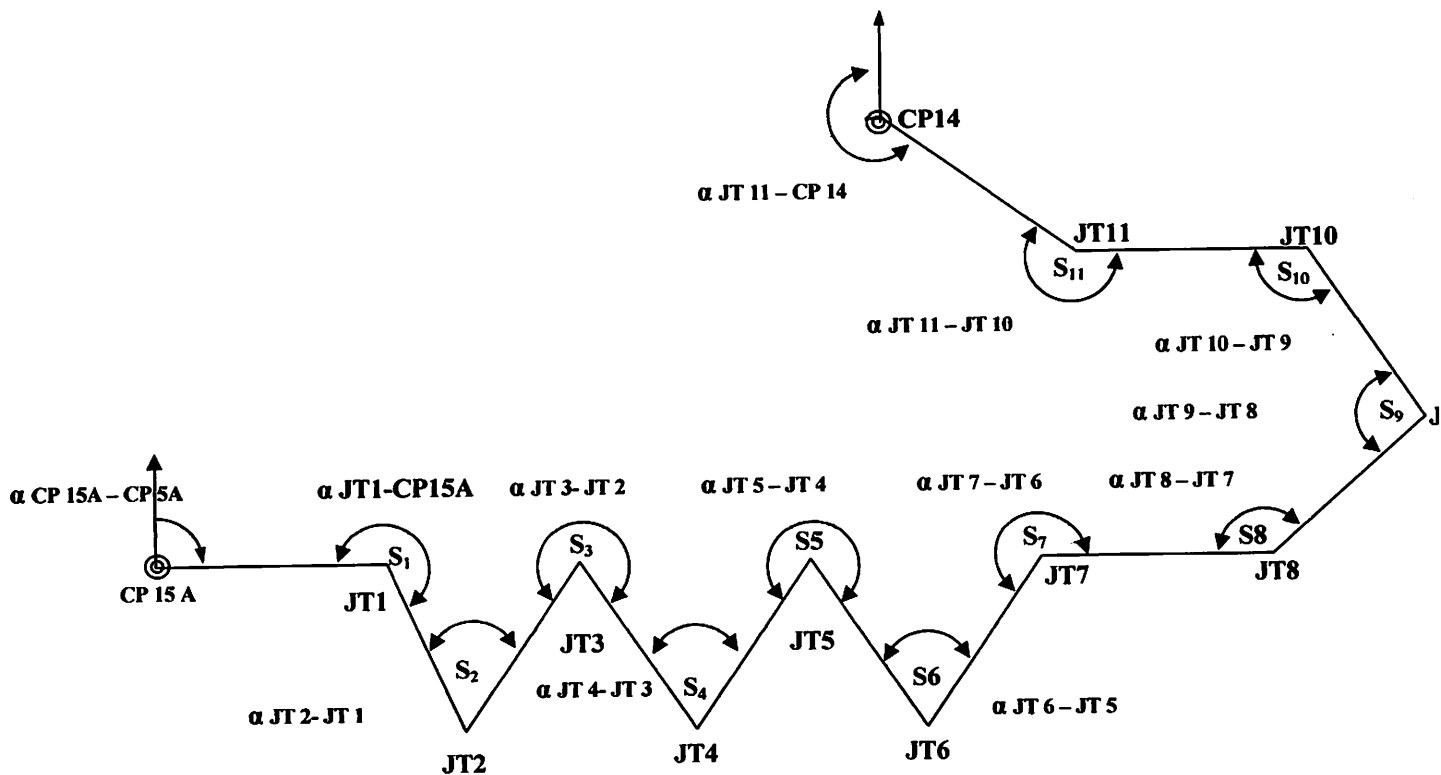 CP14
α JT 11 – CP 14
JT11
JT10
S₁₁
S₁₀
α JT 11 – JT 10
α JT 10 – JT 9
α JT 9 – JT 8
S₉
J
α CP 15A – CP 5A
α JT1-CP15A
α JT 3- JT 2
α JT 5 – JT 4
α JT 7 – JT 6
α JT 8 – JT 7
S₁
S₃
S5
S₇
S8
CP 15 A
JT1
JT7
JT8
JT3
JT5
S₂
α JT 4- JT 3
S₄
S6
α JT 2- JT 1
α JT 6 – JT 5
JT2
JT4
JT6